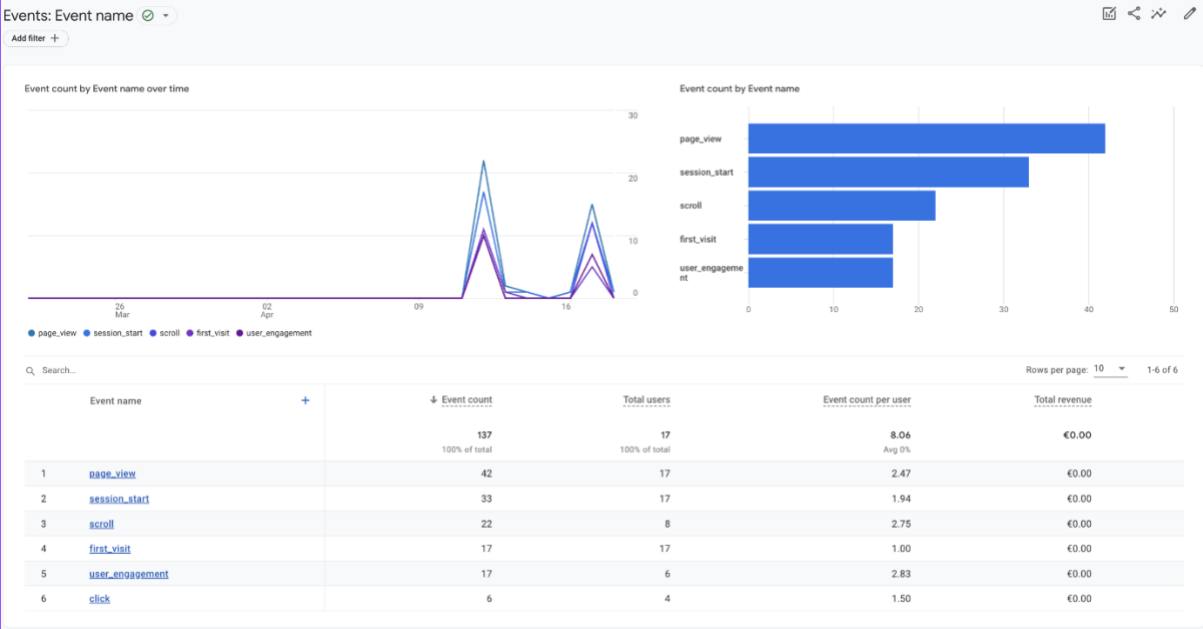 Events: Event name
Add filter +
Event count by Event name over time
30
20
10
0
26
Mar
02
Apr
09
16
page_view session_start scroll first_visit user_engagement
Event count by Event name
page_view
session_start
scroll
first_visit
user_engageme
nt
0 10 20 30 40 50
Search...
Rows per page: 10 1-6 of 6
Event name + ↓ Event count Total users Event count per user Total revenue
137 17 8.06 €0.00
100% of total 100% of total Avg 0%
1 page_view 42 17 2.47 €0.00
2 session_start 33 17 1.94 €0.00
3 scroll 22 8 2.75 €0.00
4 first_visit 17 17 1.00 €0.00
5 user_engagement 17 6 2.83 €0.00
6 click 6 4 1.50 €0.00